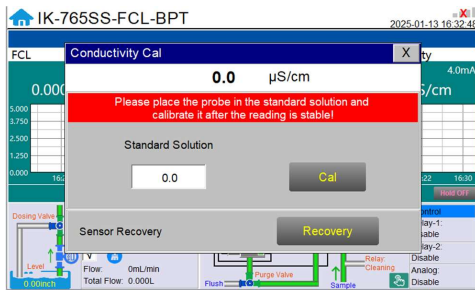 IK-765SS-FCL-BPT
2025-01-13 16:32:48
FCL
Conductivity Cal
X
ty
4.0mA
0.0 μS/cm
0.000
S/cm
Please place the probe in the standard solution and
calibrate it after the reading is stable!
5.000
3.750
2.500
1.250
0.000
Standard Solution
0.0
Cal
16:2
:22
16:30
Hold OFF
Sensor Recovery
Recovery
Dosing Valve
ontrol
lay-1:
sable
lay-2:
Disable
Analog:
Disable
V
Level
0.00inch
Flow: 0mL/min
Total Flow: 0.000L
Flush
Purge Valve
Sample
Relay:
Cleaning